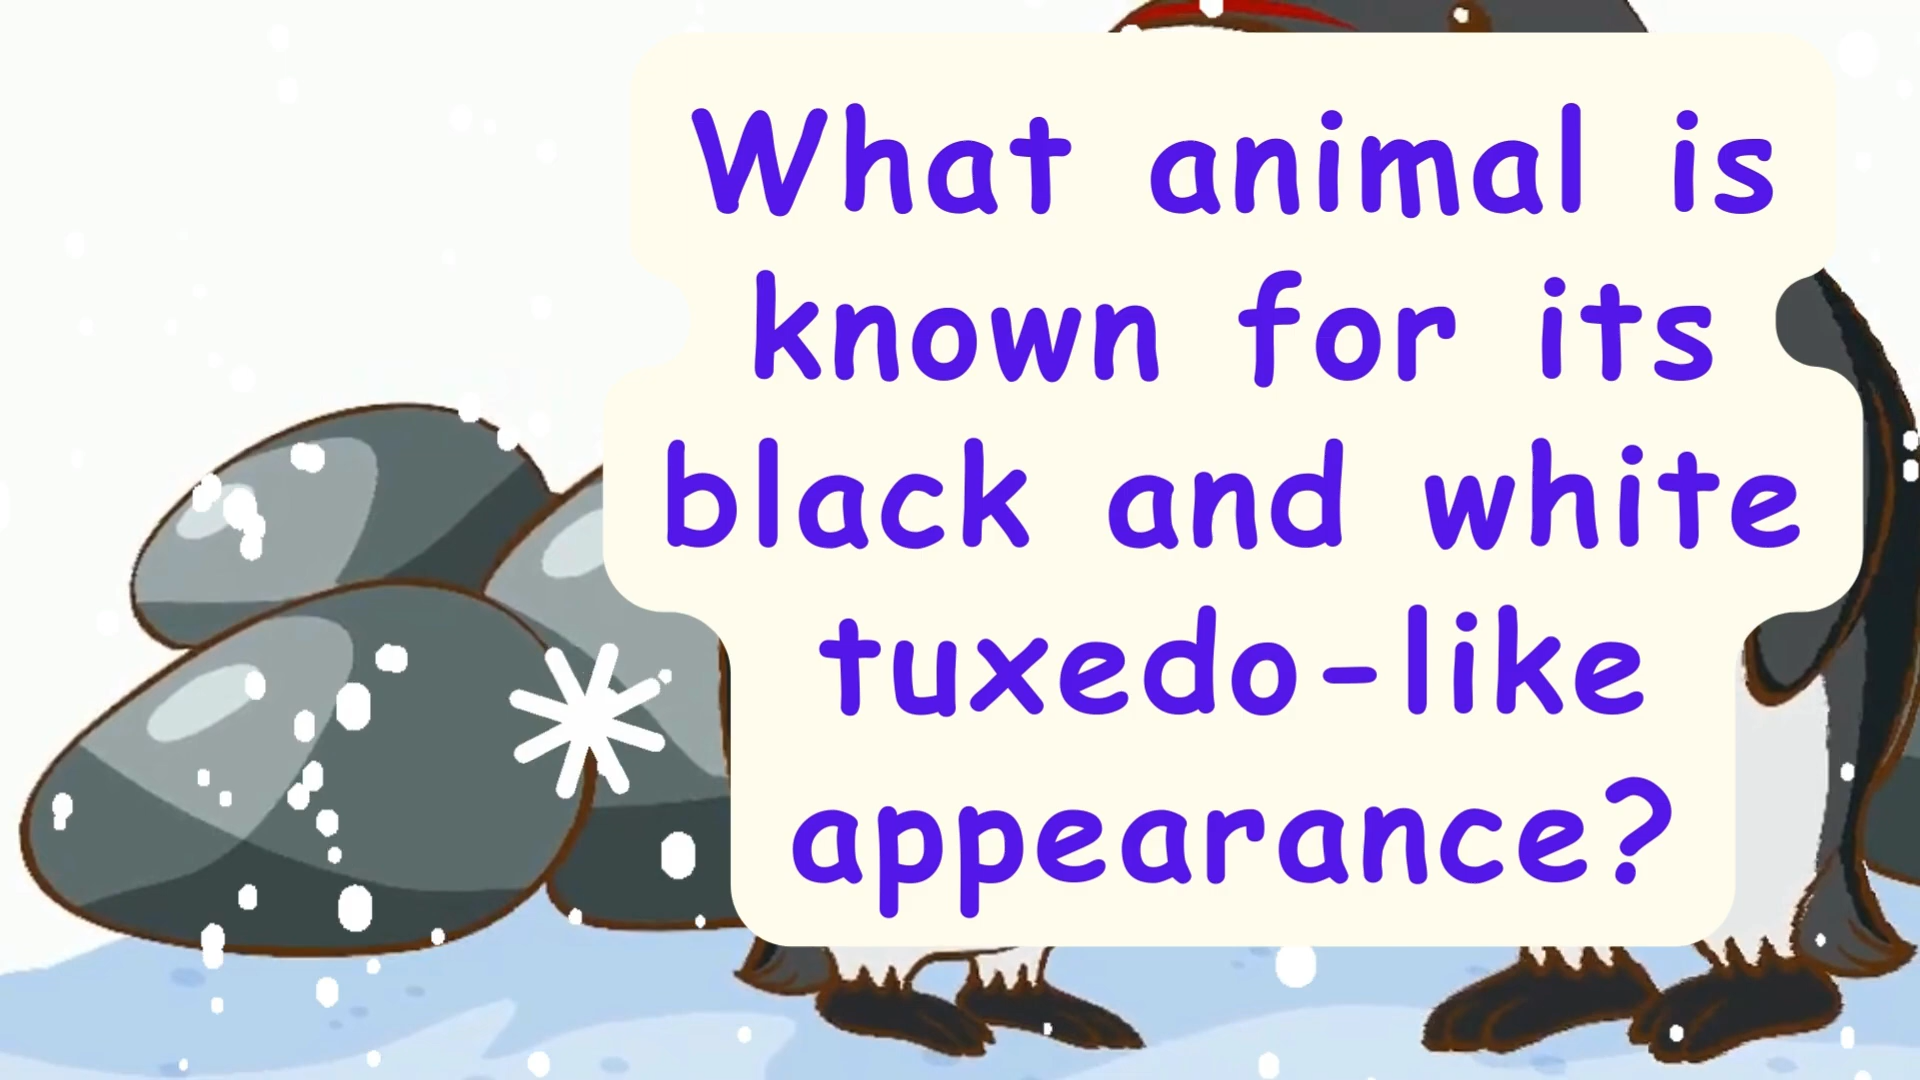 What animal is
known for its
black and white
tuxedo-like
appearance?